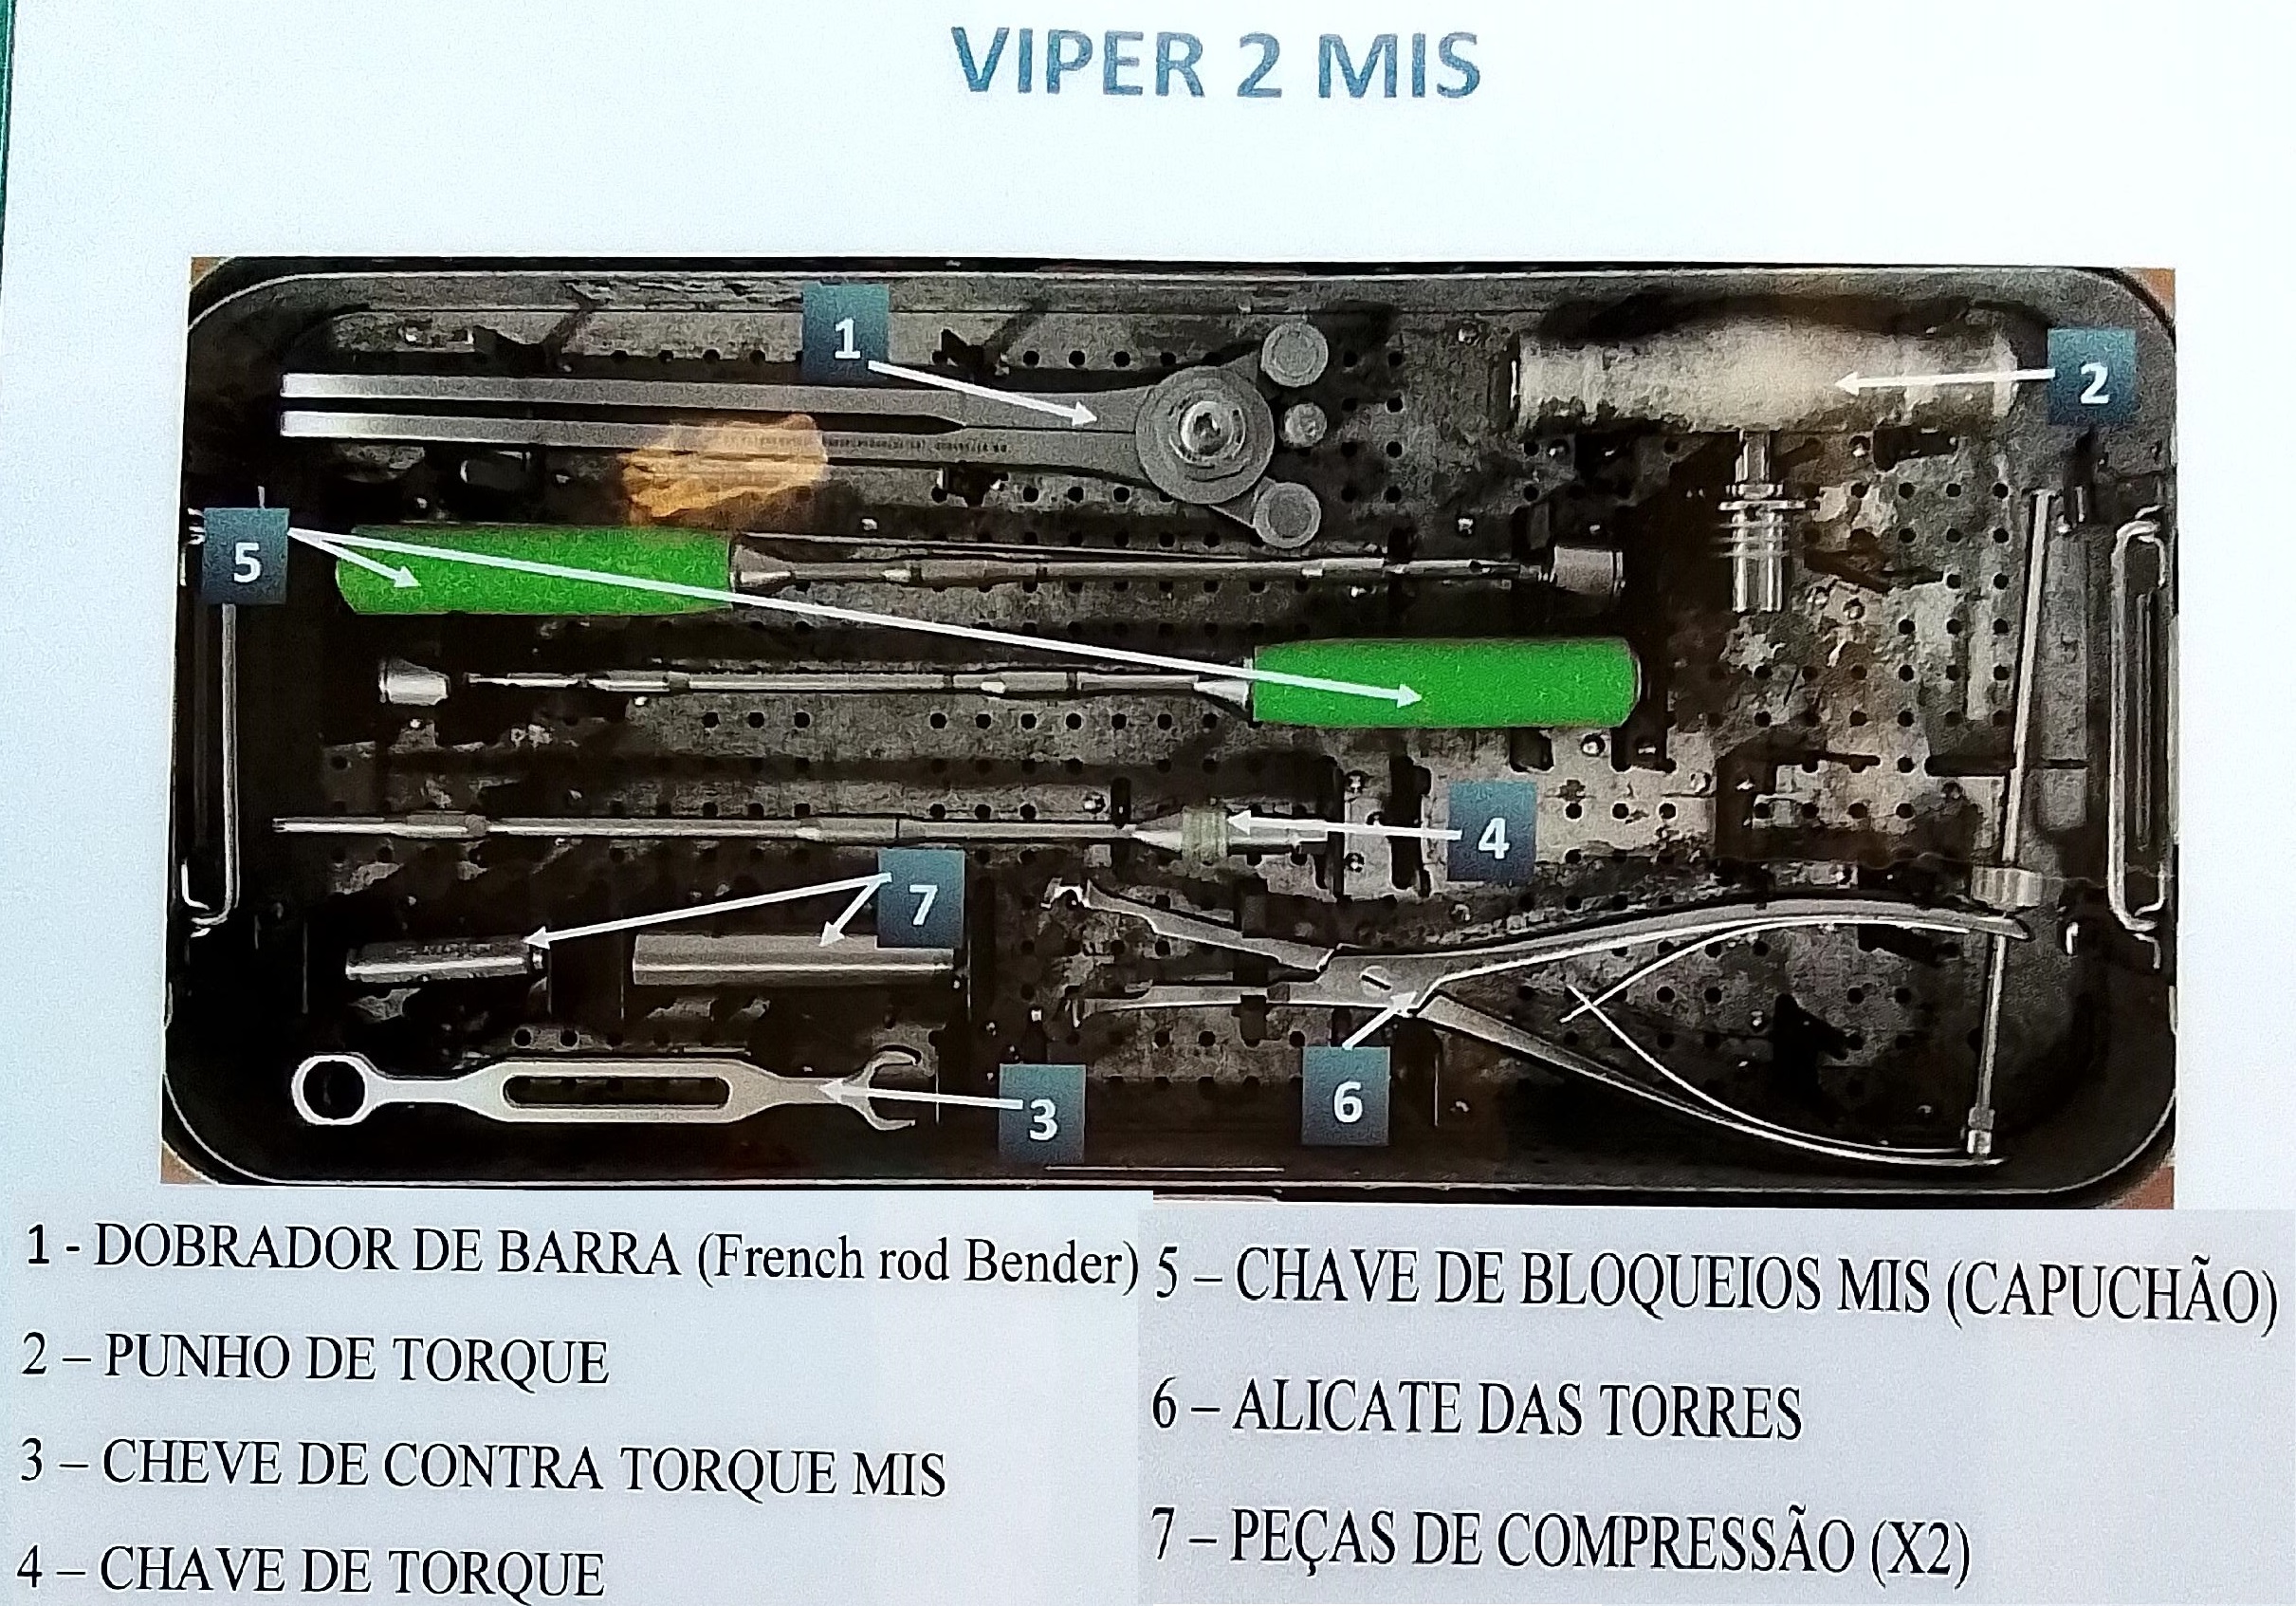 VIPER 2 MIS
1
2
5
4
7
3
6
1 - DOBRADOR DE BARRA (French rod Bender)
2 – PUNHO DE TORQUE
3 – CHEVE DE CONTRA TORQUE MIS
4 – CHAVE DE TORQUE
5 – CHAVE DE BLOQUEIOS MIS (CAPUCHÃO)
6 – ALICATE DAS TORRES
7 – PEÇAS DE COMPRESSÃO (X2)